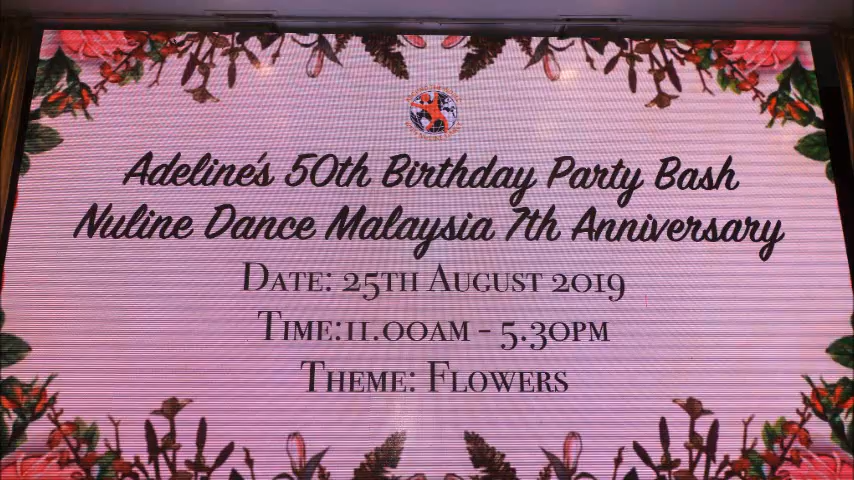 Adeline's 50th Birthday Party Bash
Nuline Dance Malaysia 7th Anniversary
Date: 25th August 2019
Time:11.00am - 5.30pm
Theme: Flowers